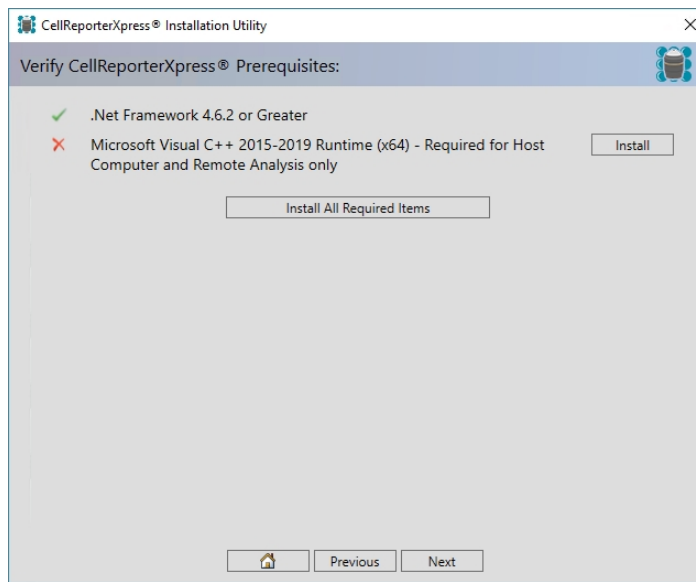 CellReporterXpress® Installation Utility
Verify CellReporterXpress® Prerequisites:
.Net Framework 4.6.2 or Greater
Microsoft Visual C++ 2015-2019 Runtime (x64) - Required for Host
Computer and Remote Analysis only
Install
Install All Required Items
Previous
Next